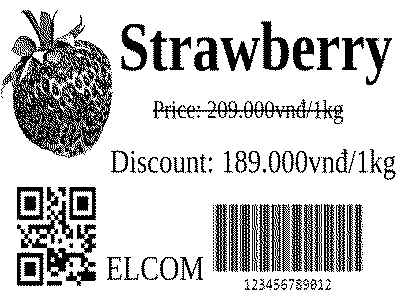 Strawberry
Price: 209.000vnđ/1kg
Discount: 189.000vnđ/1kg
ELCOM
123456789012